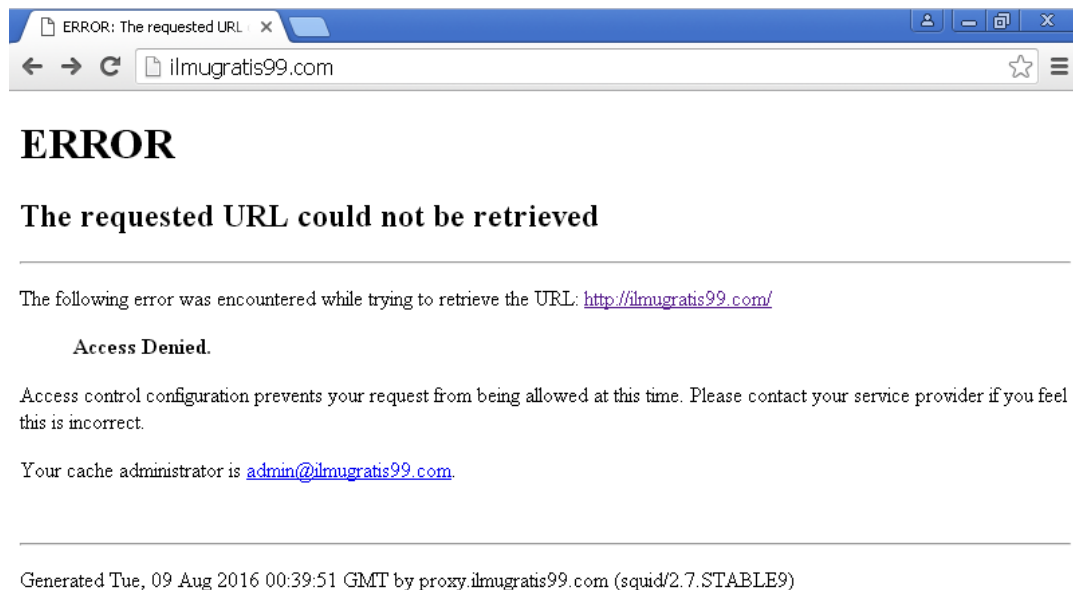 ERROR: The requested URL
ilmugratis99.com
ERROR
The requested URL could not be retrieved
The following error was encountered while trying to retrieve the URL: http://ilmugratis99.com/
Access Denied.
Access control configuration prevents your request from being allowed at this time. Please contact your service provider if you feel
this is incorrect.
Your cache administrator is admin@ilmugratis99.com.
Generated Tue, 09 Aug 2016 00:39:51 GMT by proxy.ilmugratis99.com (squid/2.7.STABLE9)